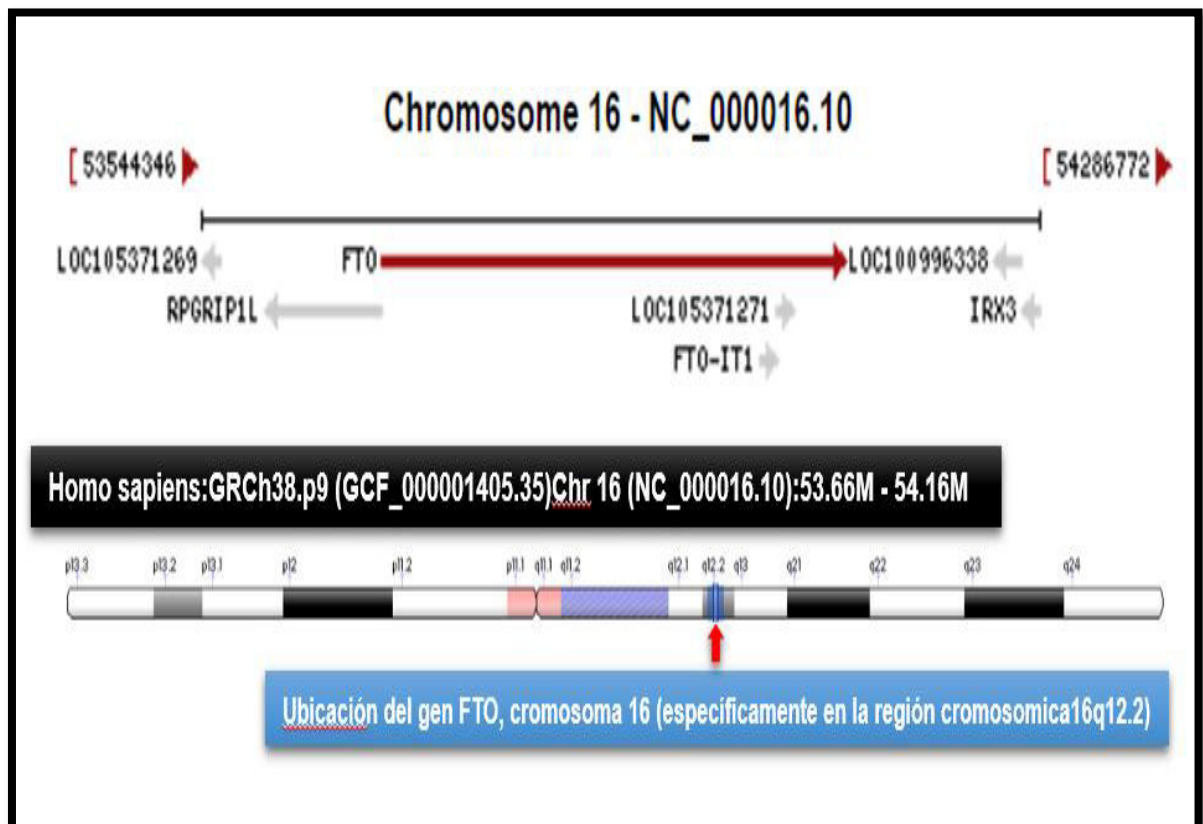 Chromosome 16 - NC_000016.10
[ 53544346
[ 54286772
LOC105371269
FTO
LOC100996338
RPGRIP1L
LOC105371271
IRX3
FTO-IT1
Homo sapiens:GRCh38.p9 (GCF_000001405.35)Chr 16 (NC_000016.10):53.66M - 54.16M
p13.3 p13.2 p13.1 p12 p11.2 p11.1 q11.1 q11.2 q12.1 q12.2 q13 q21 q22 q23 q24
Ubicación del gen FTO, cromosoma 16 (específicamente en la región cromosomica16q12.2)